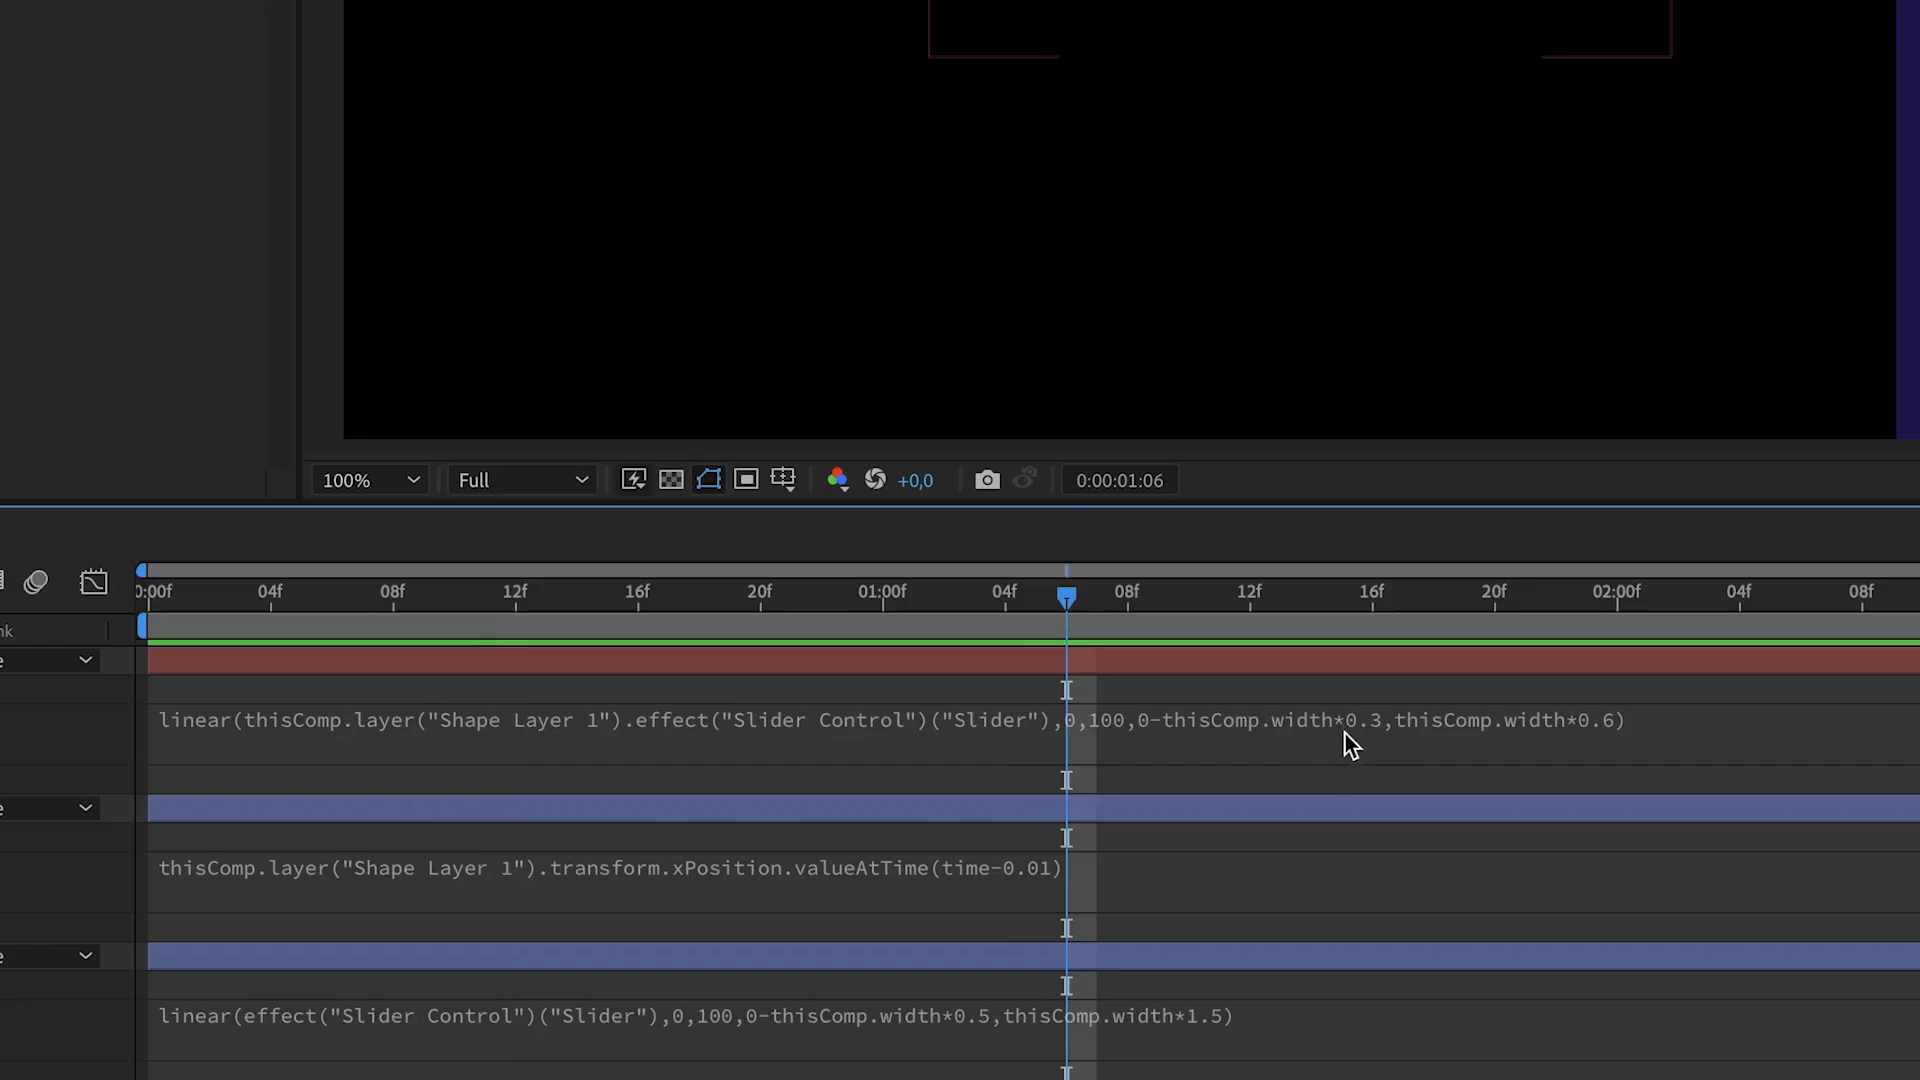 100% Full +0,0 0:00:01:06
0:00f 04f 08f 12f 16f 20f 01:00f 04f 08f 12f 16f 20f 02:00f 04f 08f
nk
e
linear(thisComp.layer("Shape Layer 1").effect("Slider Control")("Slider"),0,100,0-thisComp.width*0.3,thisComp.width*0.6)
e
thisComp.layer("Shape Layer 1").transform.xPosition.valueAtTime(time-0.01)
e
linear(effect("Slider Control")("Slider"),0,100,0-thisComp.width*0.5,thisComp.width*1.5)